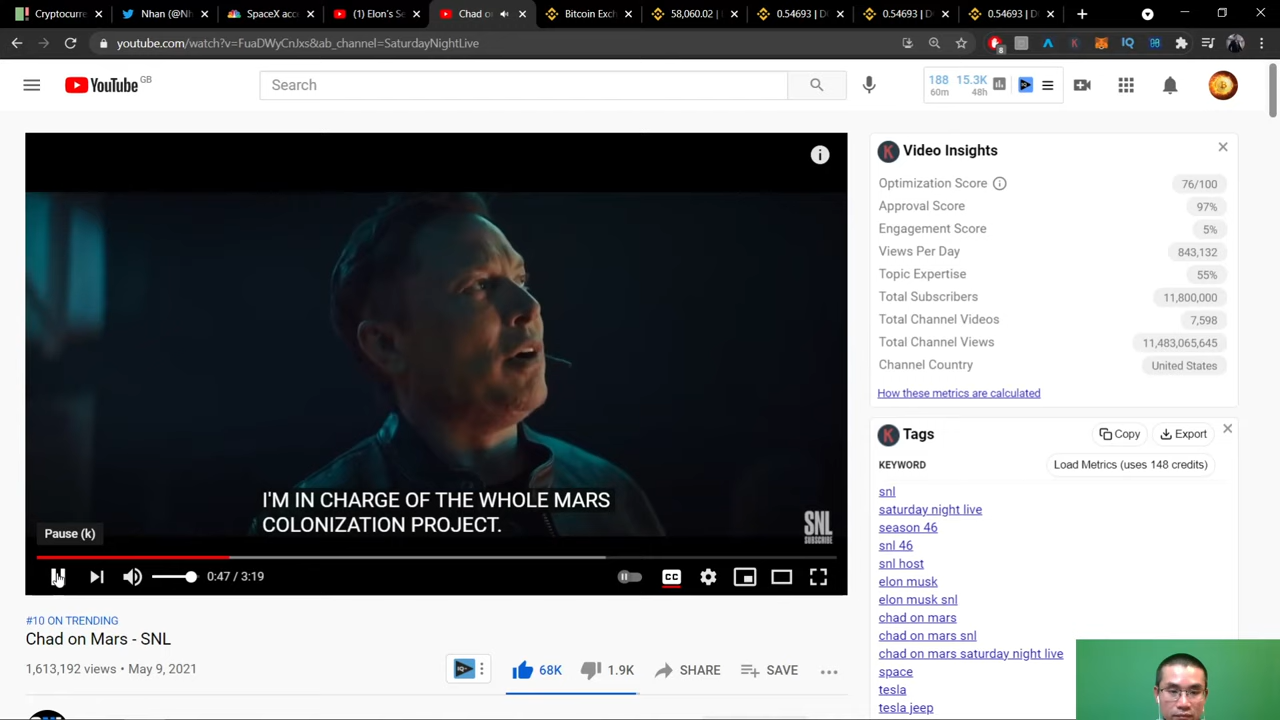 Cryptocurre
Nhan (@Nh
SpaceX acc
(1) Elon's Se
Chad o
Bitcoin Exch
58,060.02 |
0.54693 | D
0.54693 | D
0.54693 | D
youtube.com/watch?v=FuaDWyCnJxs&ab_channel=SaturdayNightLive
YouTube GB
Search
188 15.3K
60m 48h
Video Insights
Optimization Score 76/100
Approval Score 97%
Engagement Score 5%
Views Per Day 843,132
Topic Expertise 55%
Total Subscribers 11,800,000
Total Channel Videos 7,598
Total Channel Views 11,483,065,645
Channel Country United States
How these metrics are calculated
Tags Copy Export
KEYWORD Load Metrics (uses 148 credits)
snl
saturday night live
season 46
snl 46
snl host
elon musk
elon musk snl
chad on mars
chad on mars snl
chad on mars saturday night live
space
tesla
tesla jeep
I'M IN CHARGE OF THE WHOLE MARS
COLONIZATION PROJECT.
SNL
SUBSCRIBE
Pause (k)
0:47 / 3:19
CC
#10 ON TRENDING
Chad on Mars - SNL
1,613,192 views • May 9, 2021
68K 1.9K SHARE SAVE